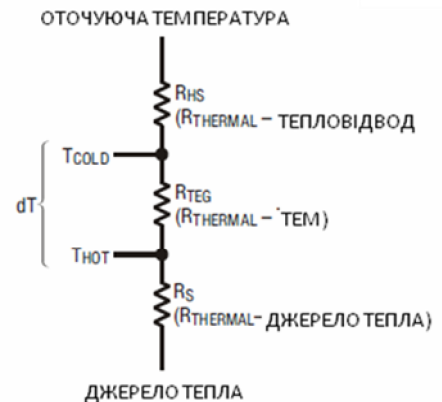 ОТОЧУЮЧА ТЕМПЕРАТУРА
RHS
(RTHERMAL – ТЕПЛОВІДВОД
TCOLD
dT
RTEG
(RTHERMAL – ТЕМ)
THOT
RS
(RTHERMAL– ДЖЕРЕЛО ТЕПЛА)
ДЖЕРЕЛО ТЕПЛА